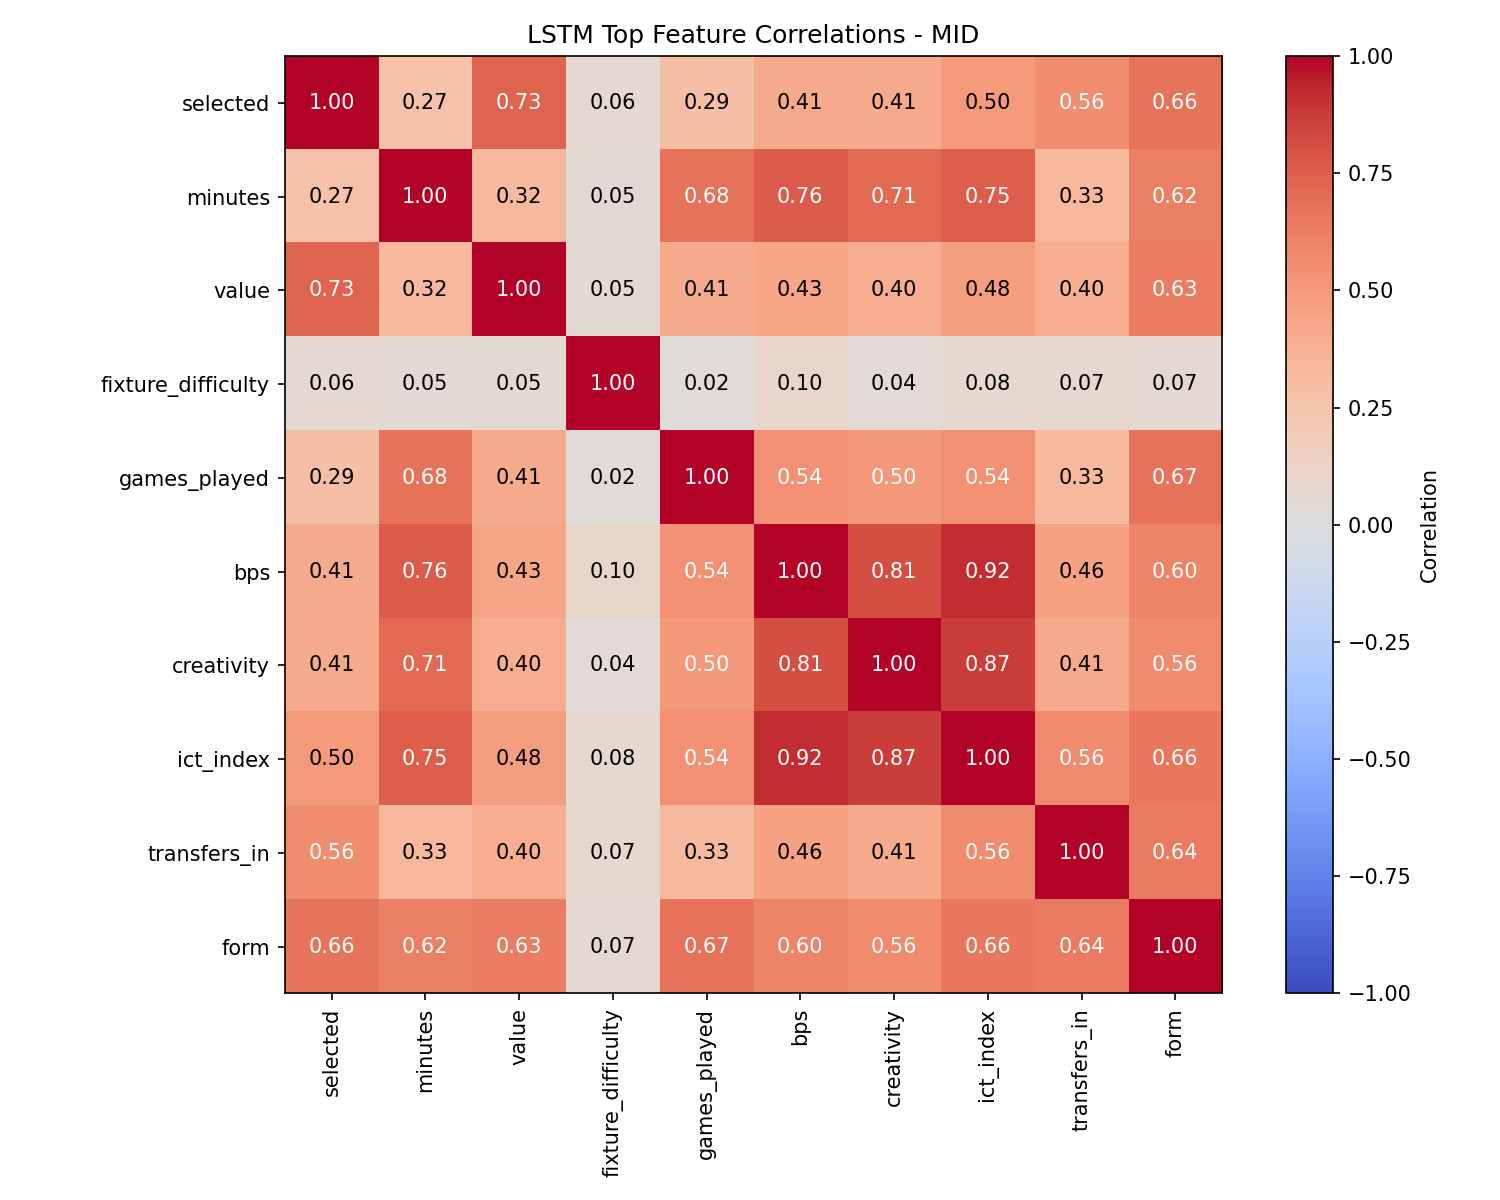 LSTM Top Feature Correlations - MID
selected 1.00 0.27 0.73 0.06 0.29 0.41 0.41 0.50 0.56 0.66
minutes 0.27 1.00 0.32 0.05 0.68 0.76 0.71 0.75 0.33 0.62
value 0.73 0.32 1.00 0.05 0.41 0.43 0.40 0.48 0.40 0.63
fixture_difficulty 0.06 0.05 0.05 1.00 0.02 0.10 0.04 0.08 0.07 0.07
games_played 0.29 0.68 0.41 0.02 1.00 0.54 0.50 0.54 0.33 0.67
bps 0.41 0.76 0.43 0.10 0.54 1.00 0.81 0.92 0.46 0.60
creativity 0.41 0.71 0.40 0.04 0.50 0.81 1.00 0.87 0.41 0.56
ict_index 0.50 0.75 0.48 0.08 0.54 0.92 0.87 1.00 0.56 0.66
transfers_in 0.56 0.33 0.40 0.07 0.33 0.46 0.41 0.56 1.00 0.64
form 0.66 0.62 0.63 0.07 0.67 0.60 0.56 0.66 0.64 1.00
selected
minutes
value
fixture_difficulty
games_played
bps
creativity
ict_index
transfers_in
form
1.00
0.75
0.50
0.25
0.00
−0.25
−0.50
−0.75
−1.00
Correlation